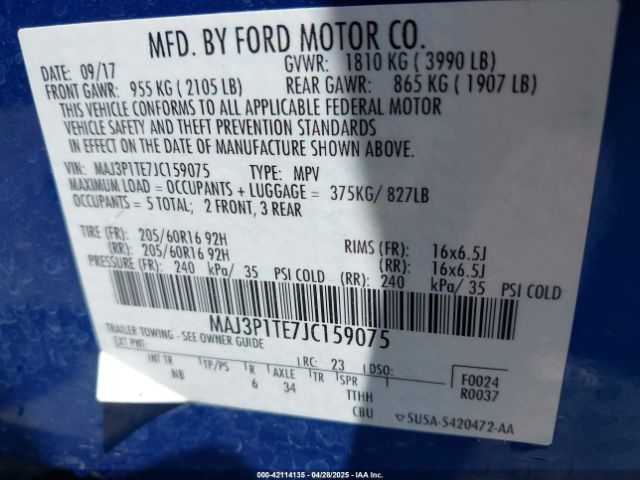 MFD. BY FORD MOTOR CO.
DATE: 09/17 GVWR: 1810 KG ( 3990 LB)
FRONT GAWR: 955 KG ( 2105 LB) REAR GAWR: 865 KG ( 1907 LB)
THIS VEHICLE CONFORMS TO ALL APPLICABLE FEDERAL MOTOR
VEHICLE SAFETY AND THEFT PREVENTION STANDARDS
IN EFFECT ON THE DATE OF MANUFACTURE SHOWN ABOVE.
VIN: MAJ3P1TE7JC159075 TYPE: MPV
MAXIMUM LOAD = OCCUPANTS + LUGGAGE = 375KG/ 827LB
OCCUPANTS = 5 TOTAL; 2 FRONT, 3 REAR
TIRE (FR): 205/60R16 92H RIMS (FR): 16x6.5J
(RR): 205/60R16 92H (RR): 16x6.5J
PRESSURE (FR): 240 kPa/ 35 PSI COLD (RR): 240 kPa/ 35 PSI COLD
MAJ3P1TE7JC159075
TRAILER TOWING - SEE OWNER GUIDE
EXT PNT: RC: 23 DSO:
INT TR TP/PS R AXLE TR SPR F0024
NB 6 34 TTHH R0037
CBU 5U5A-5420472-AA
000-42114135 - 04/28/2025 - IAA Inc.